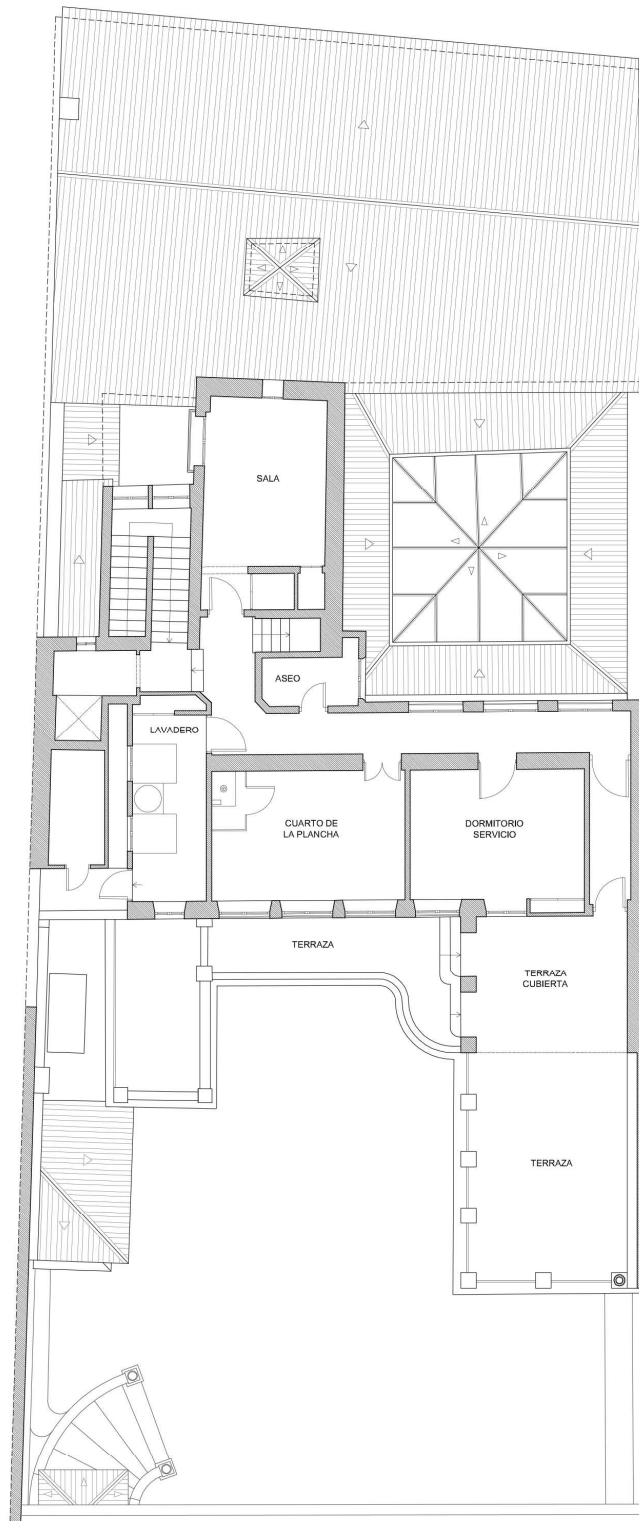 SALA
ASEO
LAVADERO
CUARTO DE
LA PLANCHA
DORMITORIO
SERVICIO
TERRAZA
TERRAZA
CUBIERTA
TERRAZA